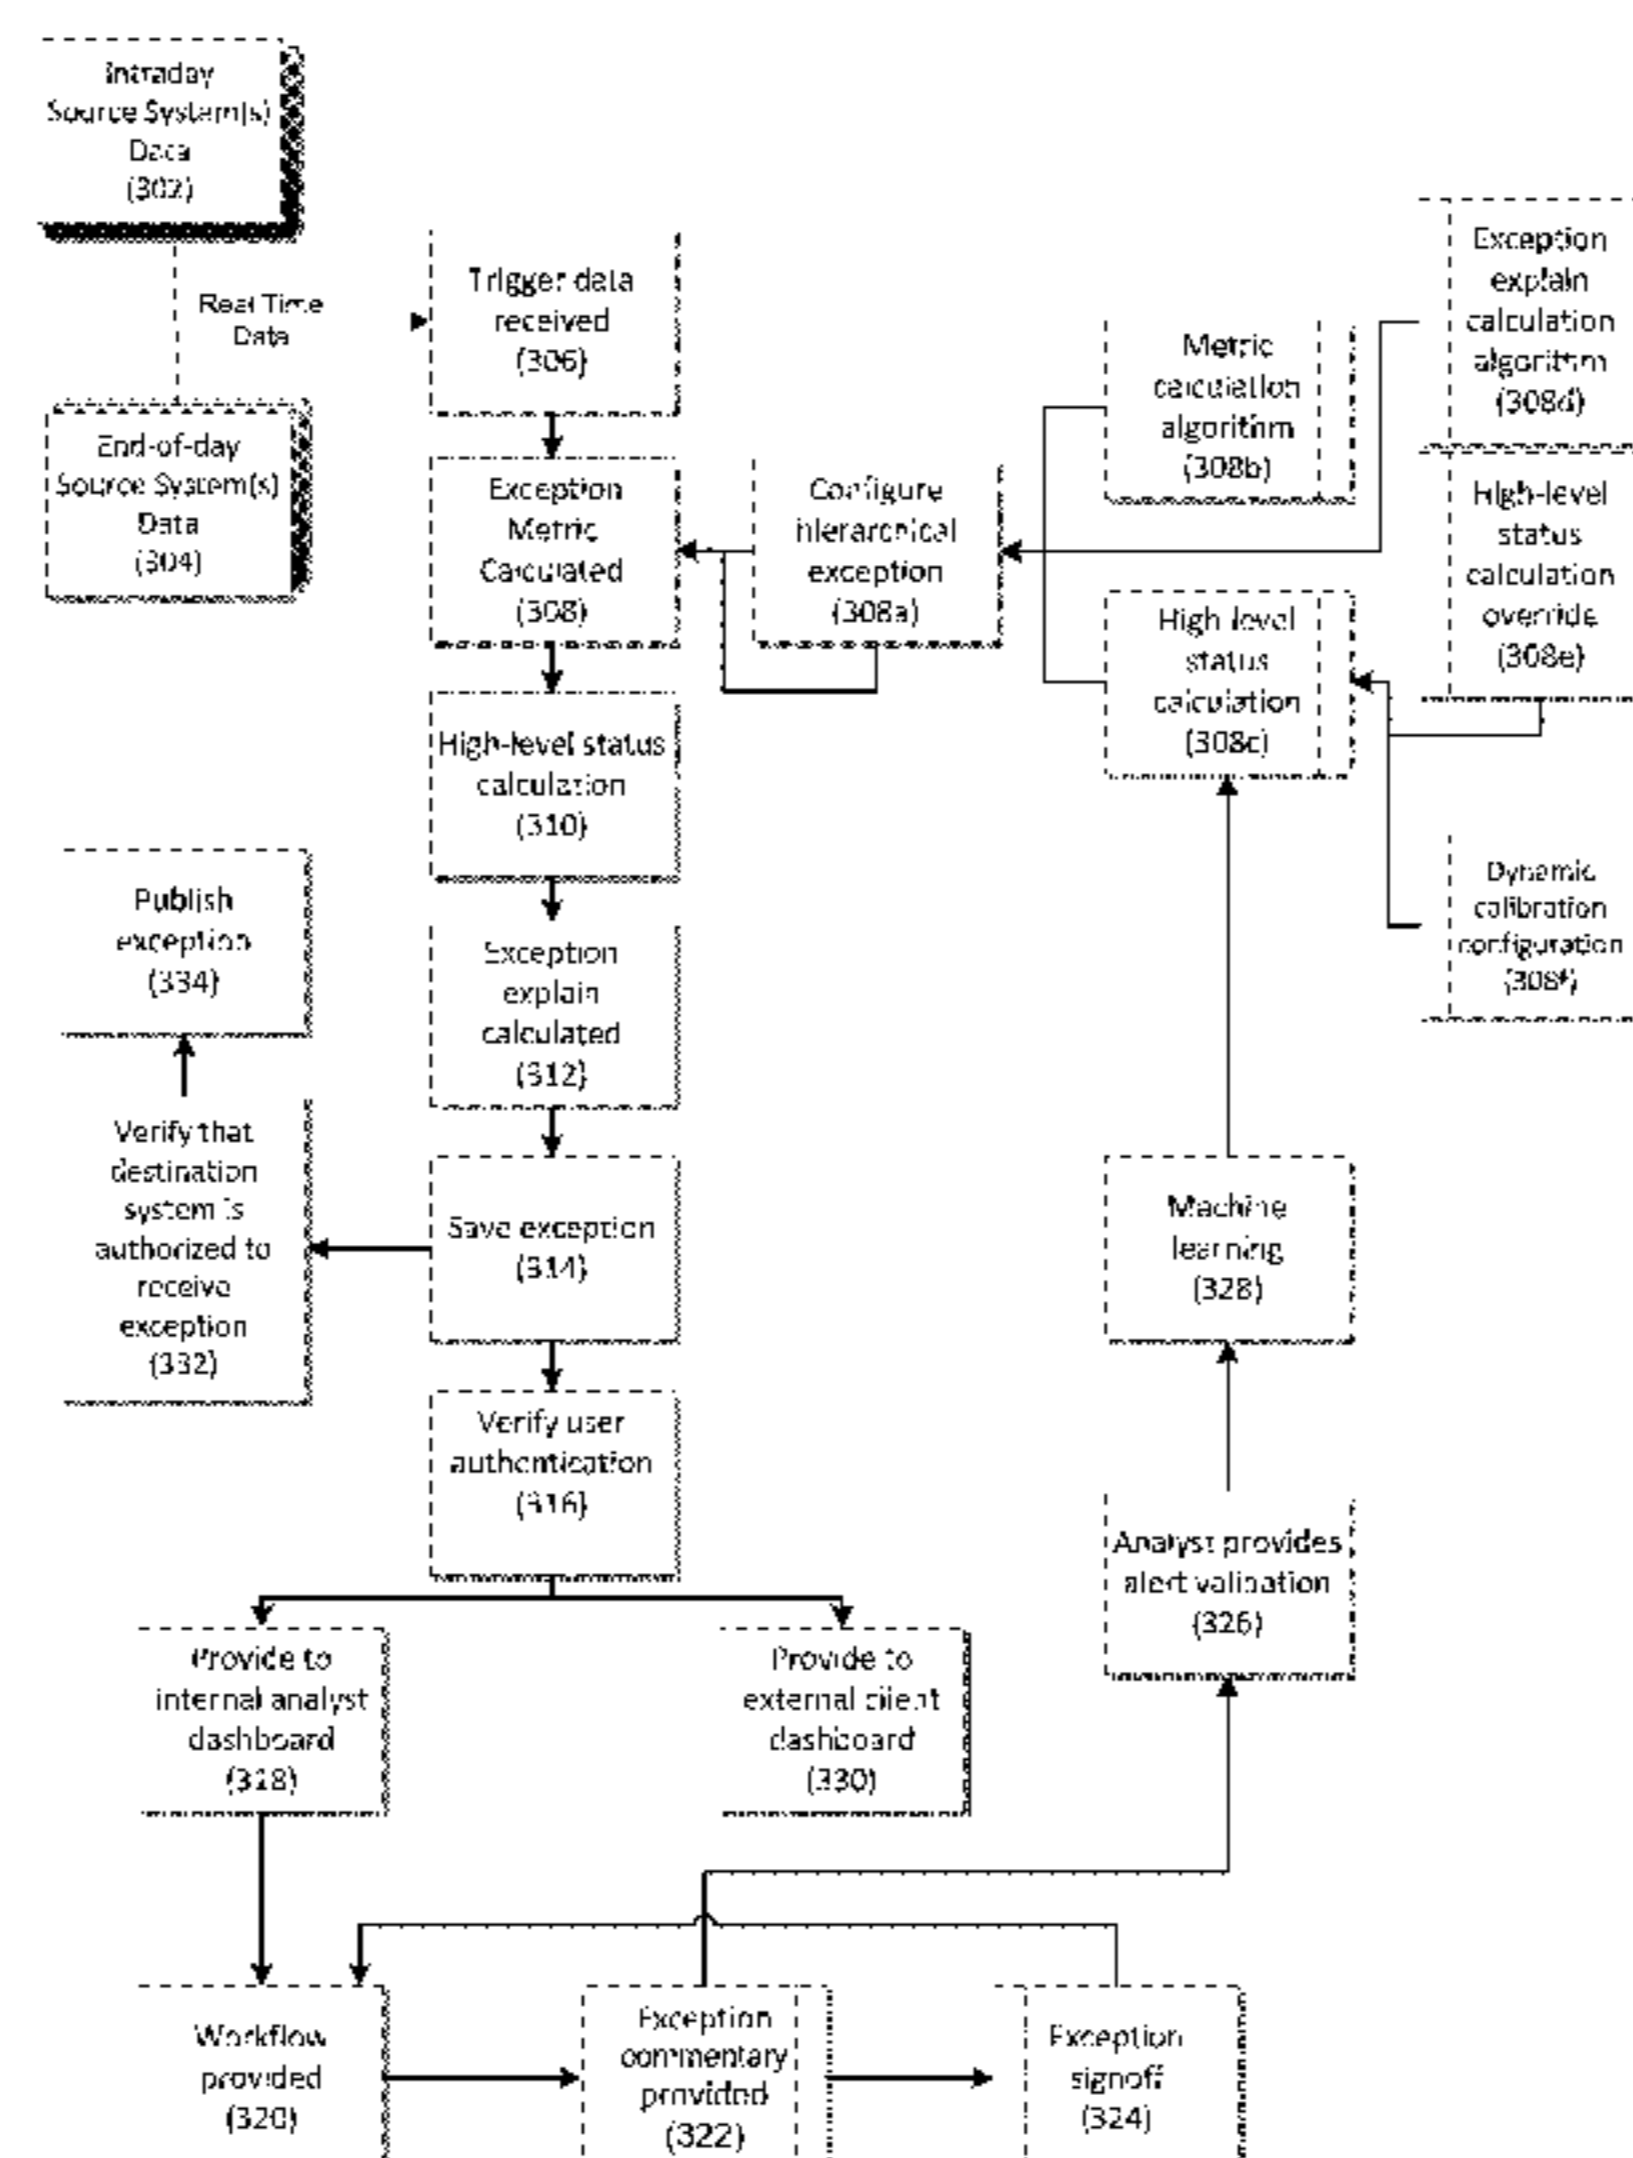 Intraday
Source System(s)
Data
(302)
Real Time
Data
End-of-day
Source System(s)
Data
(304)
Trigger data
received
(306)
Exception
Metric
Calculated
(308)
Configure
hierarchical
exception
(308a)
Metric
calculation
algorithm
(308b)
High level
status
calculation
(308c)
Exception
explain
calculation
algorithm
(308d)
High-level
status
calculation
override
(308e)
Dynamic
calibration
configuration
(308f)
High-level status
calculation
(310)
Exception
explain
calculated
(312)
Save exception
(314)
Verify user
authentication
(316)
Publish
exception
(334)
Verify that
destination
system is
authorized to
receive
exception
(332)
Machine
learning
(328)
Analyst provides
alert validation
(326)
Provide to
internal analyst
dashboard
(318)
Provide to
external client
dashboard
(330)
Workflow
provided
(320)
Exception
commentary
provided
(322)
Exception
signoff
(324)